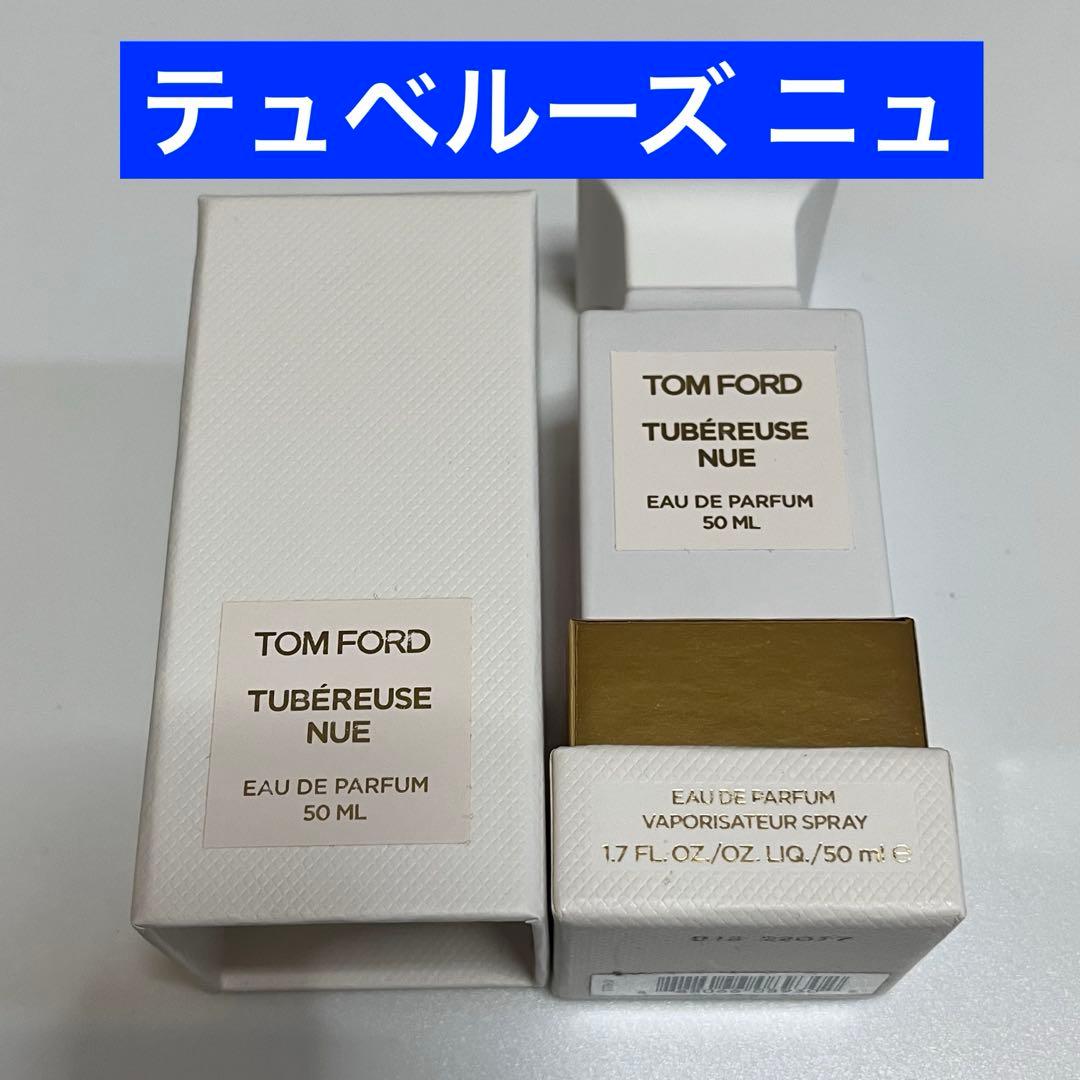 テュベルーズ ニュ
TOM FORD
TUBÉREUSE
NUE
EAU DE PARFUM
50 ML
TOM FORD
TUBÉREUSE
NUE
EAU DE PARFUM
50 ML
EAU DE PARFUM
VAPORISATEUR SPRAY
1.7 FL. OZ./OZ. LIQ./50 ml ℮